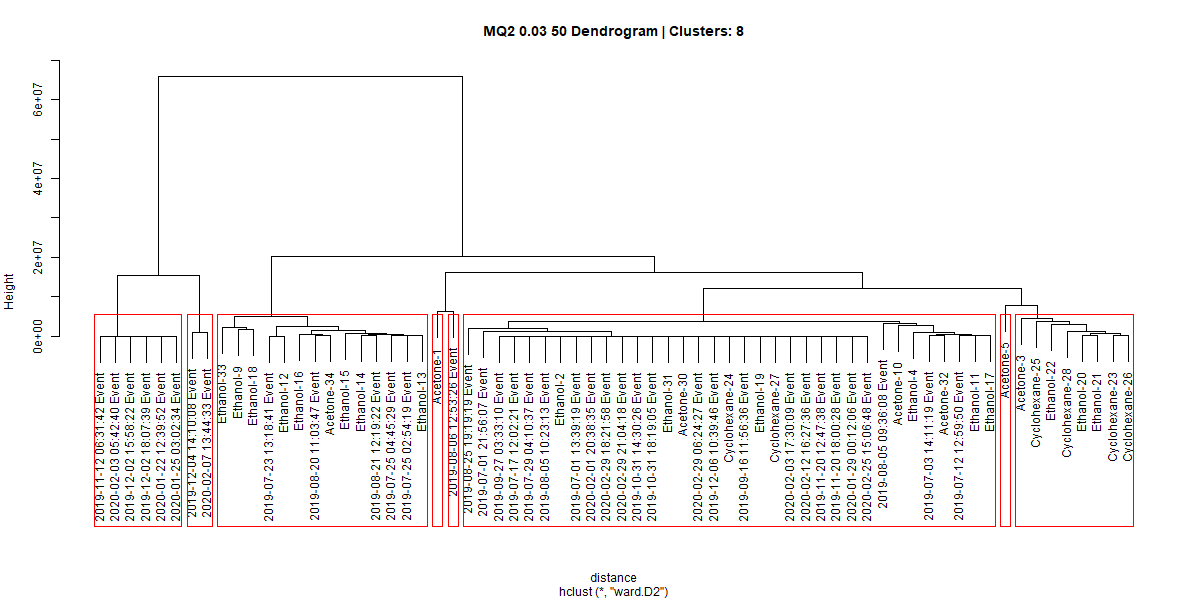 MQ2 0.03 50 Dendrogram | Clusters: 8
Height
0e+00
2e+07
4e+07
6e+07
2019-11-12 06:31:42 Event
2020-02-03 05:42:40 Event
2019-12-02 15:58:22 Event
2019-12-02 18:07:39 Event
2020-01-22 12:39:52 Event
2020-01-25 03:02:34 Event
2019-12-04 14:10:08 Event
2020-02-07 13:44:33 Event
Ethanol-33
Ethanol-9
Ethanol-18
2019-07-23 13:18:41 Event
Ethanol-12
Ethanol-16
2019-08-20 11:03:47 Event
Acetone-34
Ethanol-15
Ethanol-14
2019-08-21 12:19:22 Event
2019-07-25 04:45:29 Event
2019-07-25 02:54:19 Event
Ethanol-13
Acetone-1
2019-08-06 12:53:26 Event
2019-08-25 19:19:19 Event
2019-07-01 21:56:07 Event
2019-09-27 03:33:10 Event
2019-07-17 12:02:21 Event
2019-07-29 04:10:37 Event
2019-08-05 10:23:13 Event
Ethanol-2
2019-07-01 13:39:19 Event
2020-02-01 20:38:35 Event
2020-02-29 18:21:58 Event
2020-02-29 21:04:18 Event
2019-10-31 14:30:26 Event
2019-10-31 18:19:05 Event
Ethanol-31
Acetone-30
2020-02-29 06:24:27 Event
2019-12-06 10:39:46 Event
Cyclohexane-24
2019-09-16 11:56:36 Event
Ethanol-19
Cyclohexane-27
2020-02-03 17:30:09 Event
2020-02-12 16:27:36 Event
2019-11-20 12:47:38 Event
2019-11-20 18:00:28 Event
2020-01-29 00:12:06 Event
2020-02-25 15:06:48 Event
2019-08-05 09:36:08 Event
Acetone-10
Ethanol-4
2019-07-03 14:11:19 Event
Acetone-32
2019-07-12 12:59:50 Event
Ethanol-11
Ethanol-17
Acetone-5
Acetone-3
Cyclohexane-25
Ethanol-22
Cyclohexane-28
Ethanol-20
Ethanol-21
Cyclohexane-23
Cyclohexane-26
distance
hclust (*, "ward.D2")